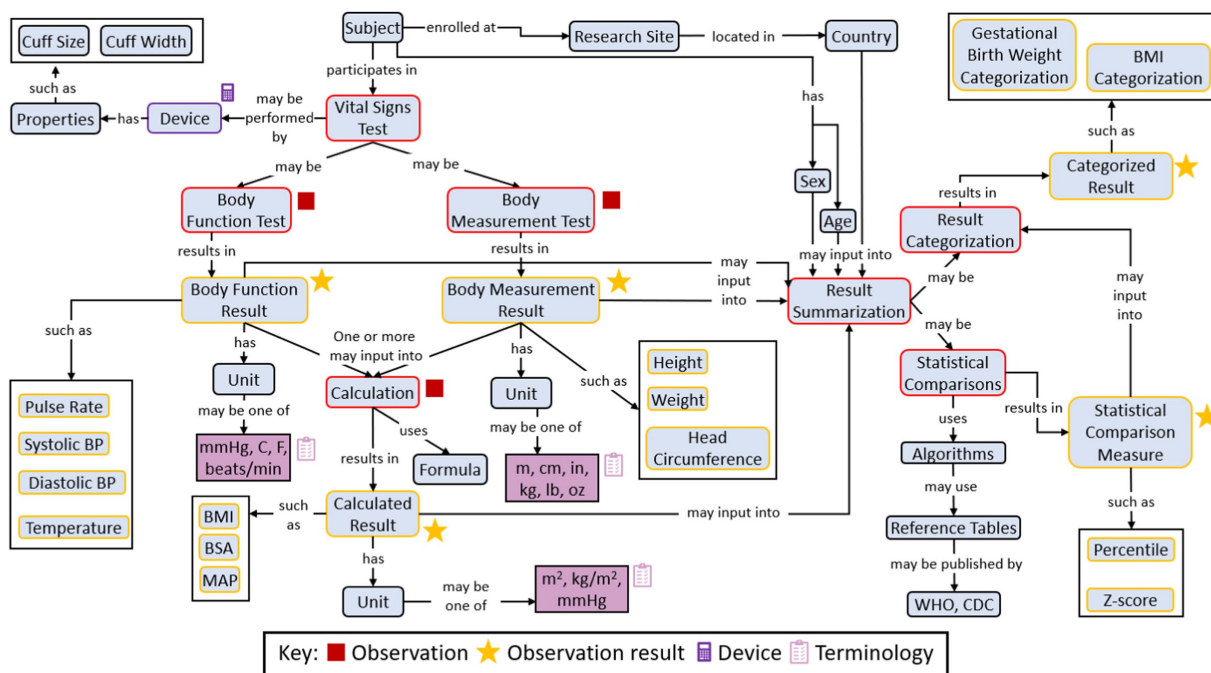 Subject
enrolled at
Research Site
located in
Country
Cuff Size
Cuff Width
such as
Properties
has
Device
may be
performed
by
participates in
Vital Signs
Test
may be
may be
Body
Function Test
Body
Measurement Test
results in
results in
Body Function
Result
Body Measurement
Result
has
Sex
Age
may input into
may
input
into
Result
Summarization
Gestational
Birth Weight
Categorization
BMI
Categorization
such as
Categorized
Result
results in
Result
Categorization
may be
may be
may
input
into
Statistical
Comparisons
results in
Statistical
Comparison
Measure
uses
Algorithms
may use
Reference Tables
may be published by
WHO, CDC
such as
Percentile
Z-score
such as
Pulse Rate
Systolic BP
Diastolic BP
Temperature
has
Unit
may be one of
mmHg, C, F,
beats/min
One or more
may input into
Calculation
uses
Formula
results in
Calculated
Result
such
as
BMI
BSA
MAP
has
Unit
may be
one of
m², kg/m²,
mmHg
may input into
has
Unit
may be one of
m, cm, in,
kg, lb, oz
such as
Height
Weight
Head
Circumference
Key: Observation Observation result Device Terminology